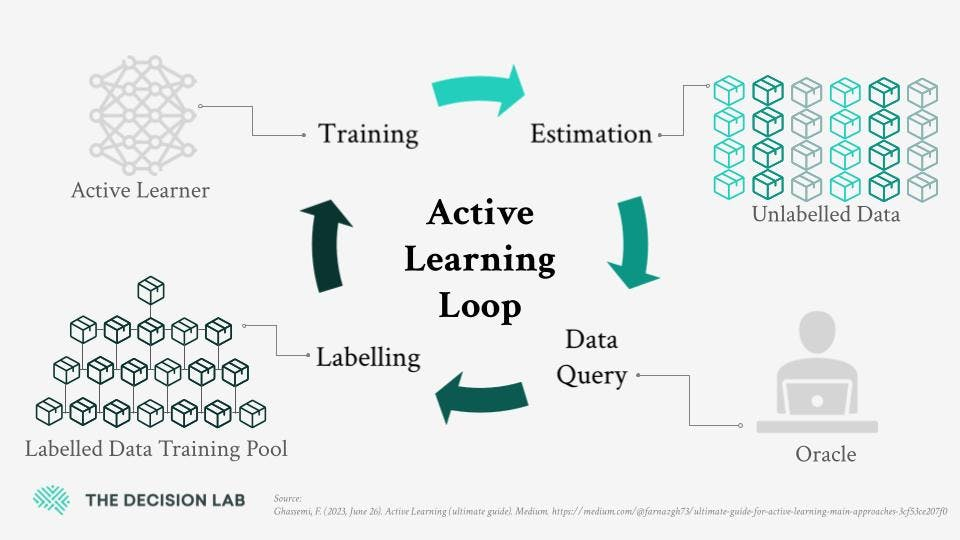 Training
Estimation
Active Learner
Unlabelled Data
Active
Learning
Loop
Data
Query
Labelling
Labelled Data Training Pool
Oracle
THE DECISION LAB
Source:
Ghassemi, F. (2023, June 26). Active Learning (ultimate guide). Medium. https://medium.com/@farnazgh73/ultimate-guide-for-active-learning-main-approaches-3cf53ce207f0